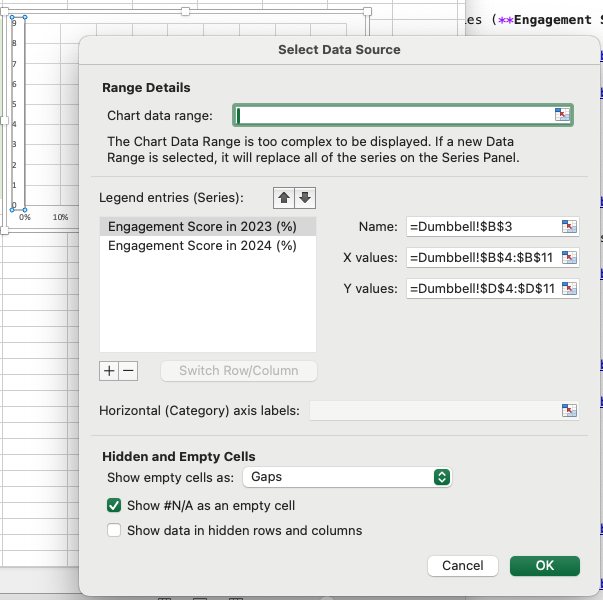 es (**Engagement S
Select Data Source
Range Details
Chart data range:
The Chart Data Range is too complex to be displayed. If a new Data
Range is selected, it will replace all of the series on the Series Panel.
Legend entries (Series):
Engagement Score in 2023 (%)
Engagement Score in 2024 (%)
Name: =Dumbbell!$B$3
X values: =Dumbbell!$B$4:$B$11
Y values: =Dumbbell!$D$4:$D$11
Switch Row/Column
Horizontal (Category) axis labels:
Hidden and Empty Cells
Show empty cells as: Gaps
Show #N/A as an empty cell
Show data in hidden rows and columns
Cancel OK
9
8
7
6
5
4
3
2
1
0
0% 10%